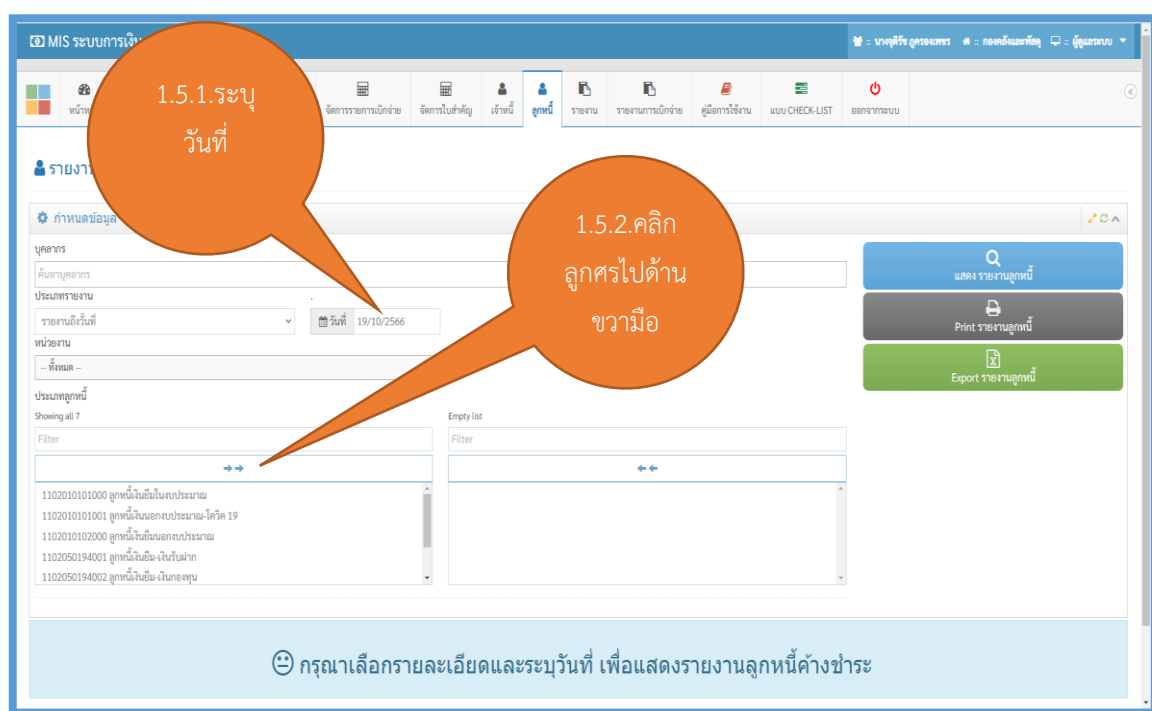 MIS ระบบการเงิน
:: นางจุติรัช ภูครองเพชร :: กองคลังและพัสดุ :: ผู้ดูแลระบบ
จัดการรายการเบิกจ่าย จัดการใบสำคัญ เจ้าหนี้ ลูกหนี้ รายงาน รายงานการเบิกจ่าย คู่มือการใช้งาน แบบ CHECK-LIST ออกจากระบบ
1.5.1.ระบุ
วันที่
กำหนดข้อมูล
1.5.2.คลิก
ลูกศรไปด้าน
ขวามือ
บุคลากร
ค้นหาบุคลากร
ประเภทรายงาน .
รายงานถึงวันที่ วันที่ 19/10/2566
หน่วยงาน
-- ทั้งหมด --
แสดง รายงานลูกหนี้
Print รายงานลูกหนี้
Export รายงานลูกหนี้
ประเภทลูกหนี้
Showing all 7 Empty list
Filter Filter
1102010101000 ลูกหนี้เงินยืมในงบประมาณ
1102010101001 ลูกหนี้เงินนอกงบประมาณ-โควิค 19
1102010102000 ลูกหนี้เงินยืมนอกงบประมาณ
1102050194001 ลูกหนี้เงินยืม-เงินรับฝาก
1102050194002 ลูกหนี้เงินยืม-เงินกองทุน
กรุณาเลือกรายละเอียดและระบุวันที่ เพื่อแสดงรายงานลูกหนี้ค้างชำระ